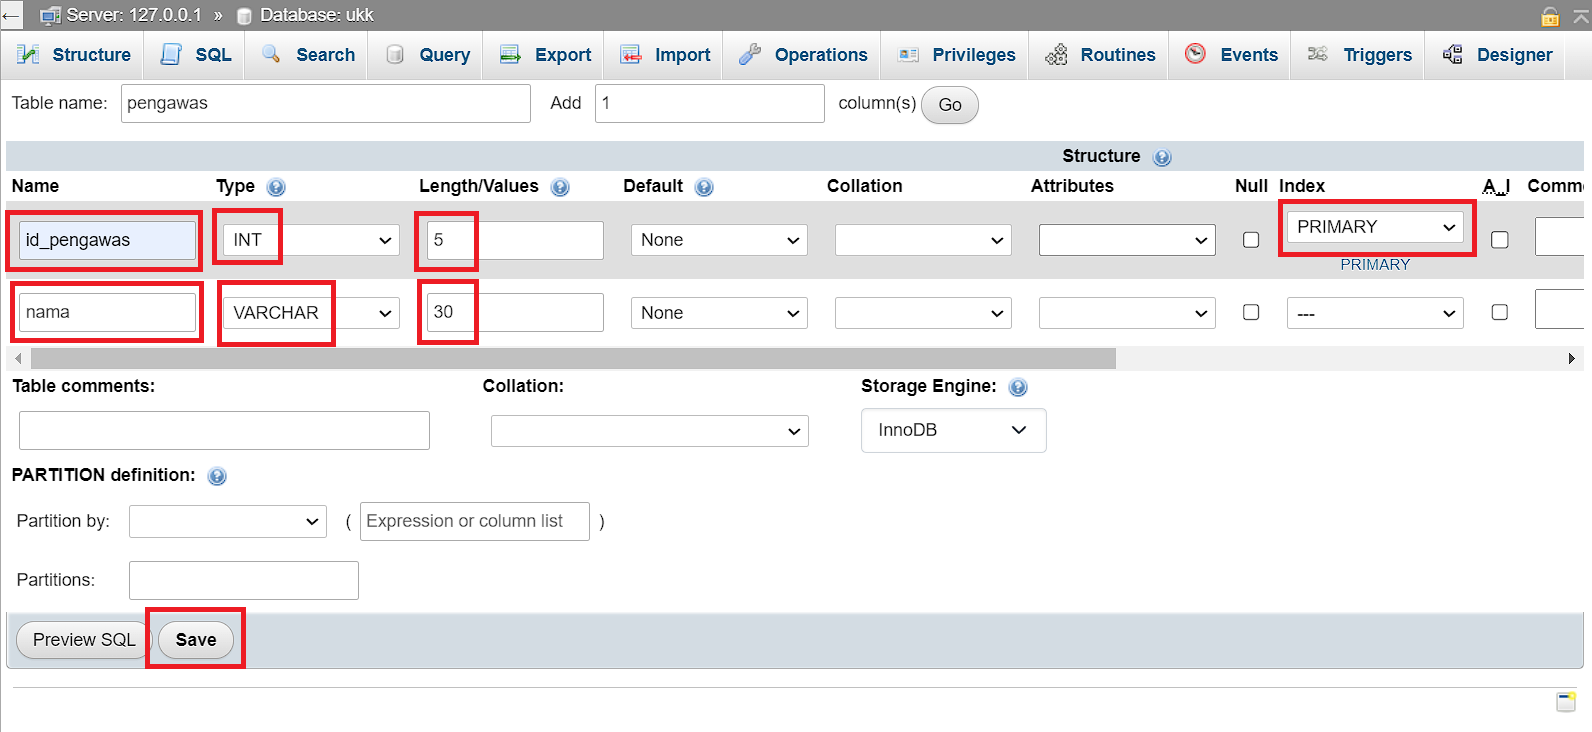 ← Server: 127.0.0.1 » Database: ukk
Structure SQL Search Query Export Import Operations Privileges Routines Events Triggers Designer
Table name: pengawas Add 1 column(s) Go
Structure
Name Type Length/Values Default Collation Attributes Null Index A_I Comme
id_pengawas INT 5 None PRIMARY
PRIMARY
nama VARCHAR 30 None ---
Table comments: Collation: Storage Engine:
InnoDB
PARTITION definition:
Partition by: ( Expression or column list )
Partitions:
Preview SQL Save